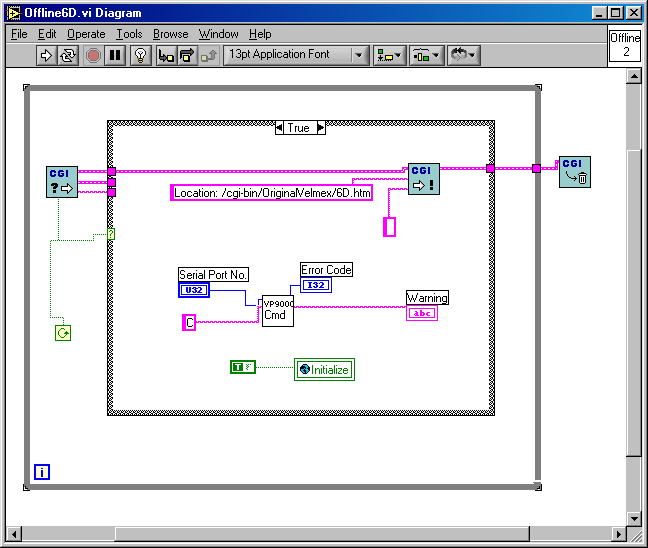 Offline6D.vi Diagram
File Edit Operate Tools Browse Window Help
Offline
2
13pt Application Font
True
CGI
?
CGI
!
CGI
Location: /cgi-bin/OriginalVelmex/6D.htm
?
Serial Port No.
U32
Error Code
I32
VP9000
Cmd
C
Warning
abc
T F
Initialize
i